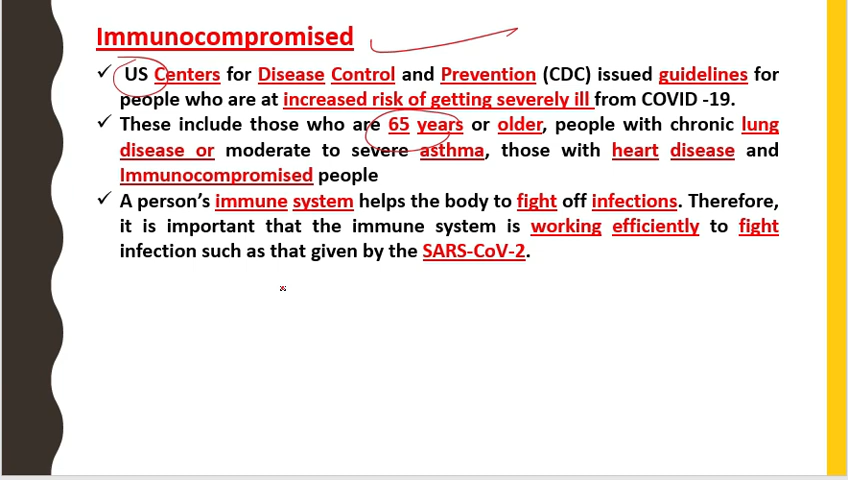 Immunocompromised
✓ US Centers for Disease Control and Prevention (CDC) issued guidelines for
people who are at increased risk of getting severely ill from COVID -19.
✓ These include those who are 65 years or older, people with chronic lung
disease or moderate to severe asthma, those with heart disease and
Immunocompromised people
✓ A person's immune system helps the body to fight off infections. Therefore,
it is important that the immune system is working efficiently to fight
infection such as that given by the SARS-CoV-2.